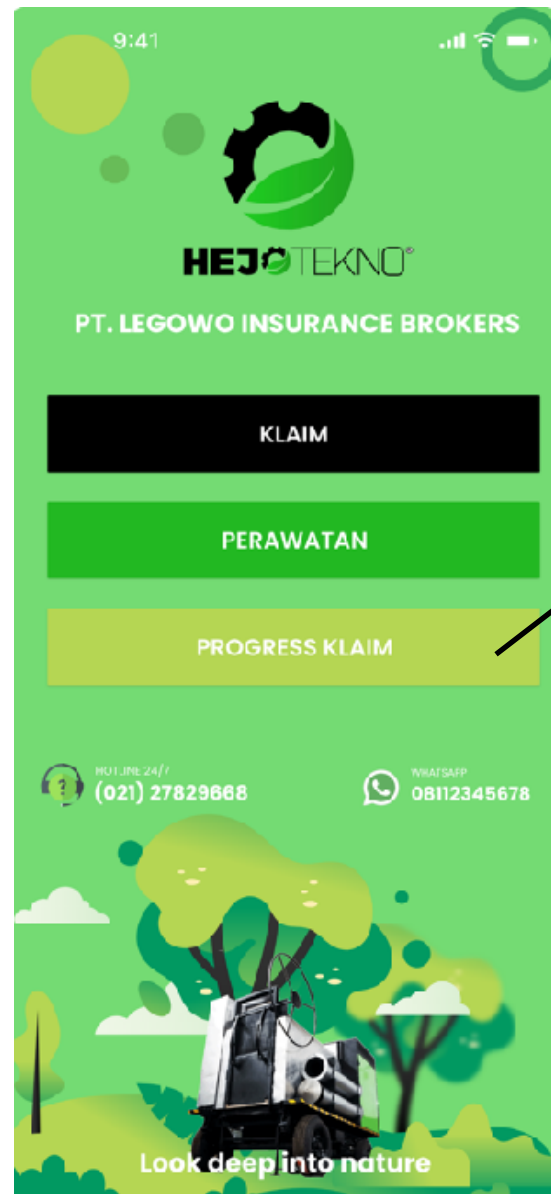 9:41
HEJOTEKNO®
PT. LEGOWO INSURANCE BROKERS
KLAIM
PERAWATAN
PROGRESS KLAIM
HOTLINE 24/7
(021) 27829668
WHATSAPP
08112345678
Look deep into nature